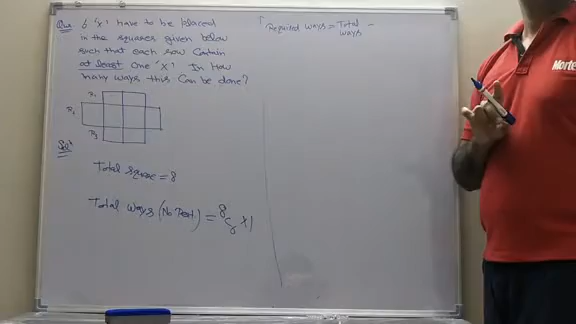 Que 6 'X' have to be placed
in the squares given below
such that each row contain
at least one 'X'. In How
many ways this can be done?
R₁
R₂
R₃
Solⁿ
Total square = 8
Total ways (No Rest.) = ⁸C₆ × 1
Required ways = Total ways –
Morte